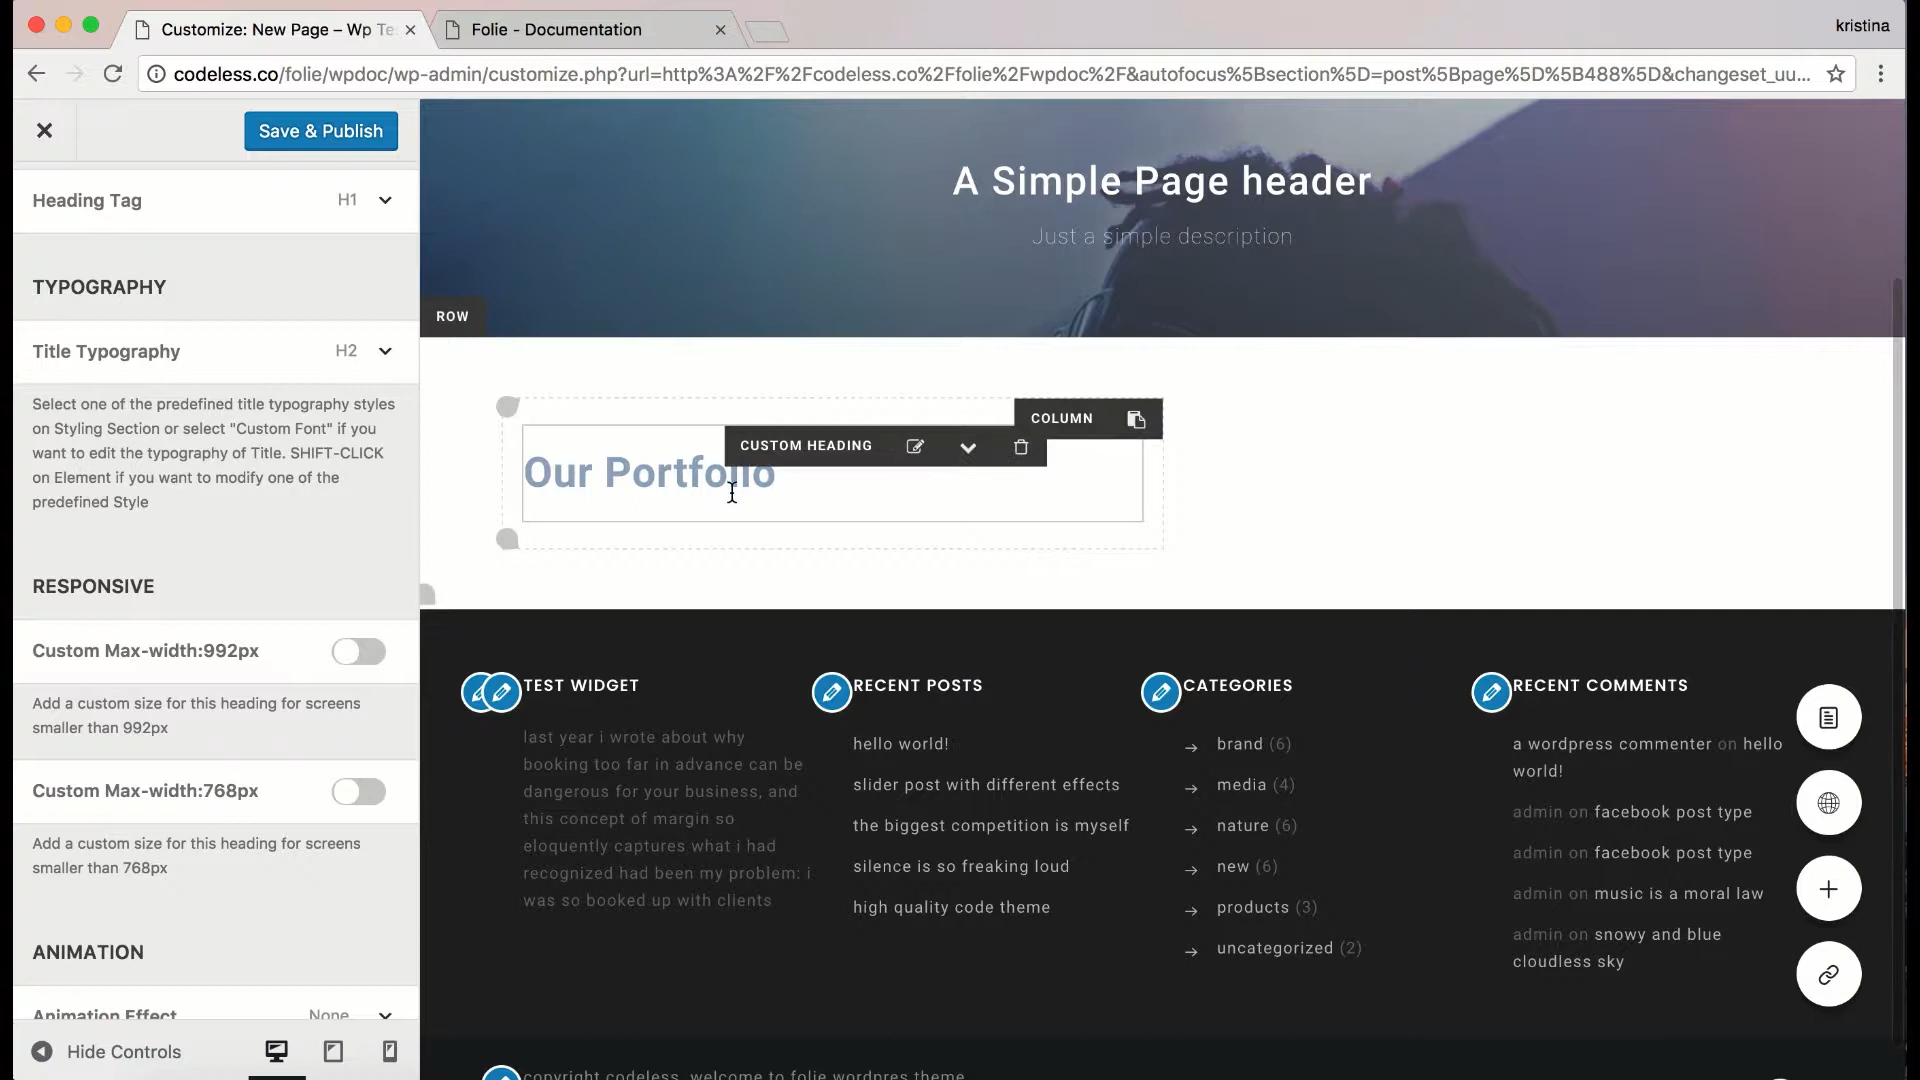 Customize: New Page – Wp Te
Folie - Documentation
kristina
codeless.co/folie/wpdoc/wp-admin/customize.php?url=http%3A%2F%2Fcodeless.co%2Ffolie%2Fwpdoc%2F&autofocus%5Bsection%5D=post%5Bpage%5D%5B488%5D&changeset_uu...
Save & Publish
Heading Tag H1
TYPOGRAPHY
Title Typography H2
Select one of the predefined title typography styles
on Styling Section or select "Custom Font" if you
want to edit the typography of Title. SHIFT-CLICK
on Element if you want to modify one of the
predefined Style
RESPONSIVE
Custom Max-width:992px
Add a custom size for this heading for screens
smaller than 992px
Custom Max-width:768px
Add a custom size for this heading for screens
smaller than 768px
ANIMATION
Animation Effect None
Hide Controls
A Simple Page header
Just a simple description
ROW
COLUMN
CUSTOM HEADING
Our Portfolio
TEST WIDGET
last year i wrote about why
booking too far in advance can be
dangerous for your business, and
this concept of margin so
eloquently captures what i had
recognized had been my problem: i
was so booked up with clients
RECENT POSTS
hello world!
slider post with different effects
the biggest competition is myself
silence is so freaking loud
high quality code theme
CATEGORIES
→ brand (6)
→ media (4)
→ nature (6)
→ new (6)
→ products (3)
→ uncategorized (2)
RECENT COMMENTS
a wordpress commenter on hello
world!
admin on facebook post type
admin on facebook post type
admin on music is a moral law
admin on snowy and blue
cloudless sky
copyright codeless. welcome to folie wordpres theme